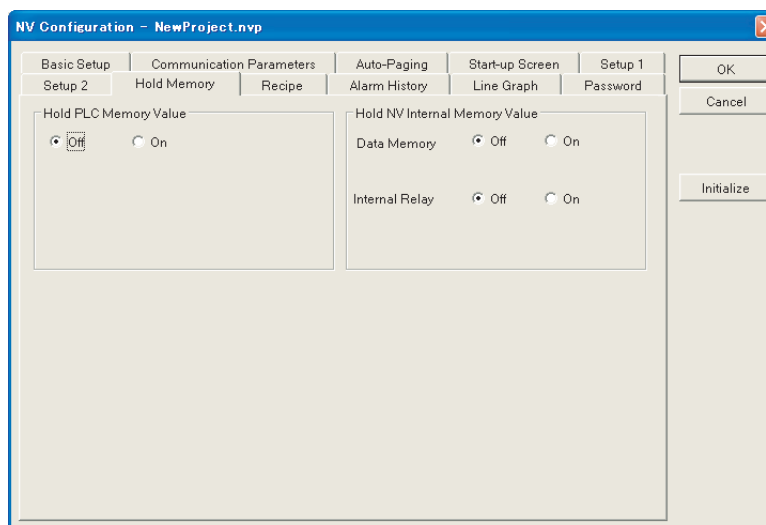 NV Configuration - NewProject.nvp
Basic Setup Communication Parameters Auto-Paging Start-up Screen Setup 1
Setup 2 Hold Memory Recipe Alarm History Line Graph Password
OK
Cancel
Initialize
Hold PLC Memory Value
Off On
Hold NV Internal Memory Value
Data Memory Off On
Internal Relay Off On